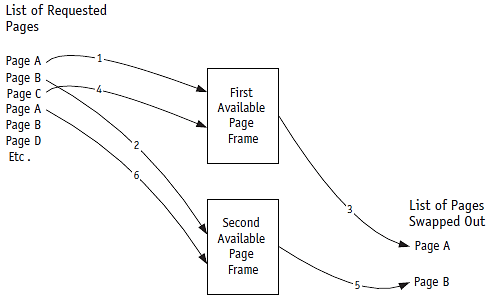 List of Requested
Pages
Page A
Page B
Page C
Page A
Page B
Page D
Etc.
1
4
2
6
First
Available
Page
Frame
Second
Available
Page
Frame
3
5
List of Pages
Swapped Out
Page A
Page B